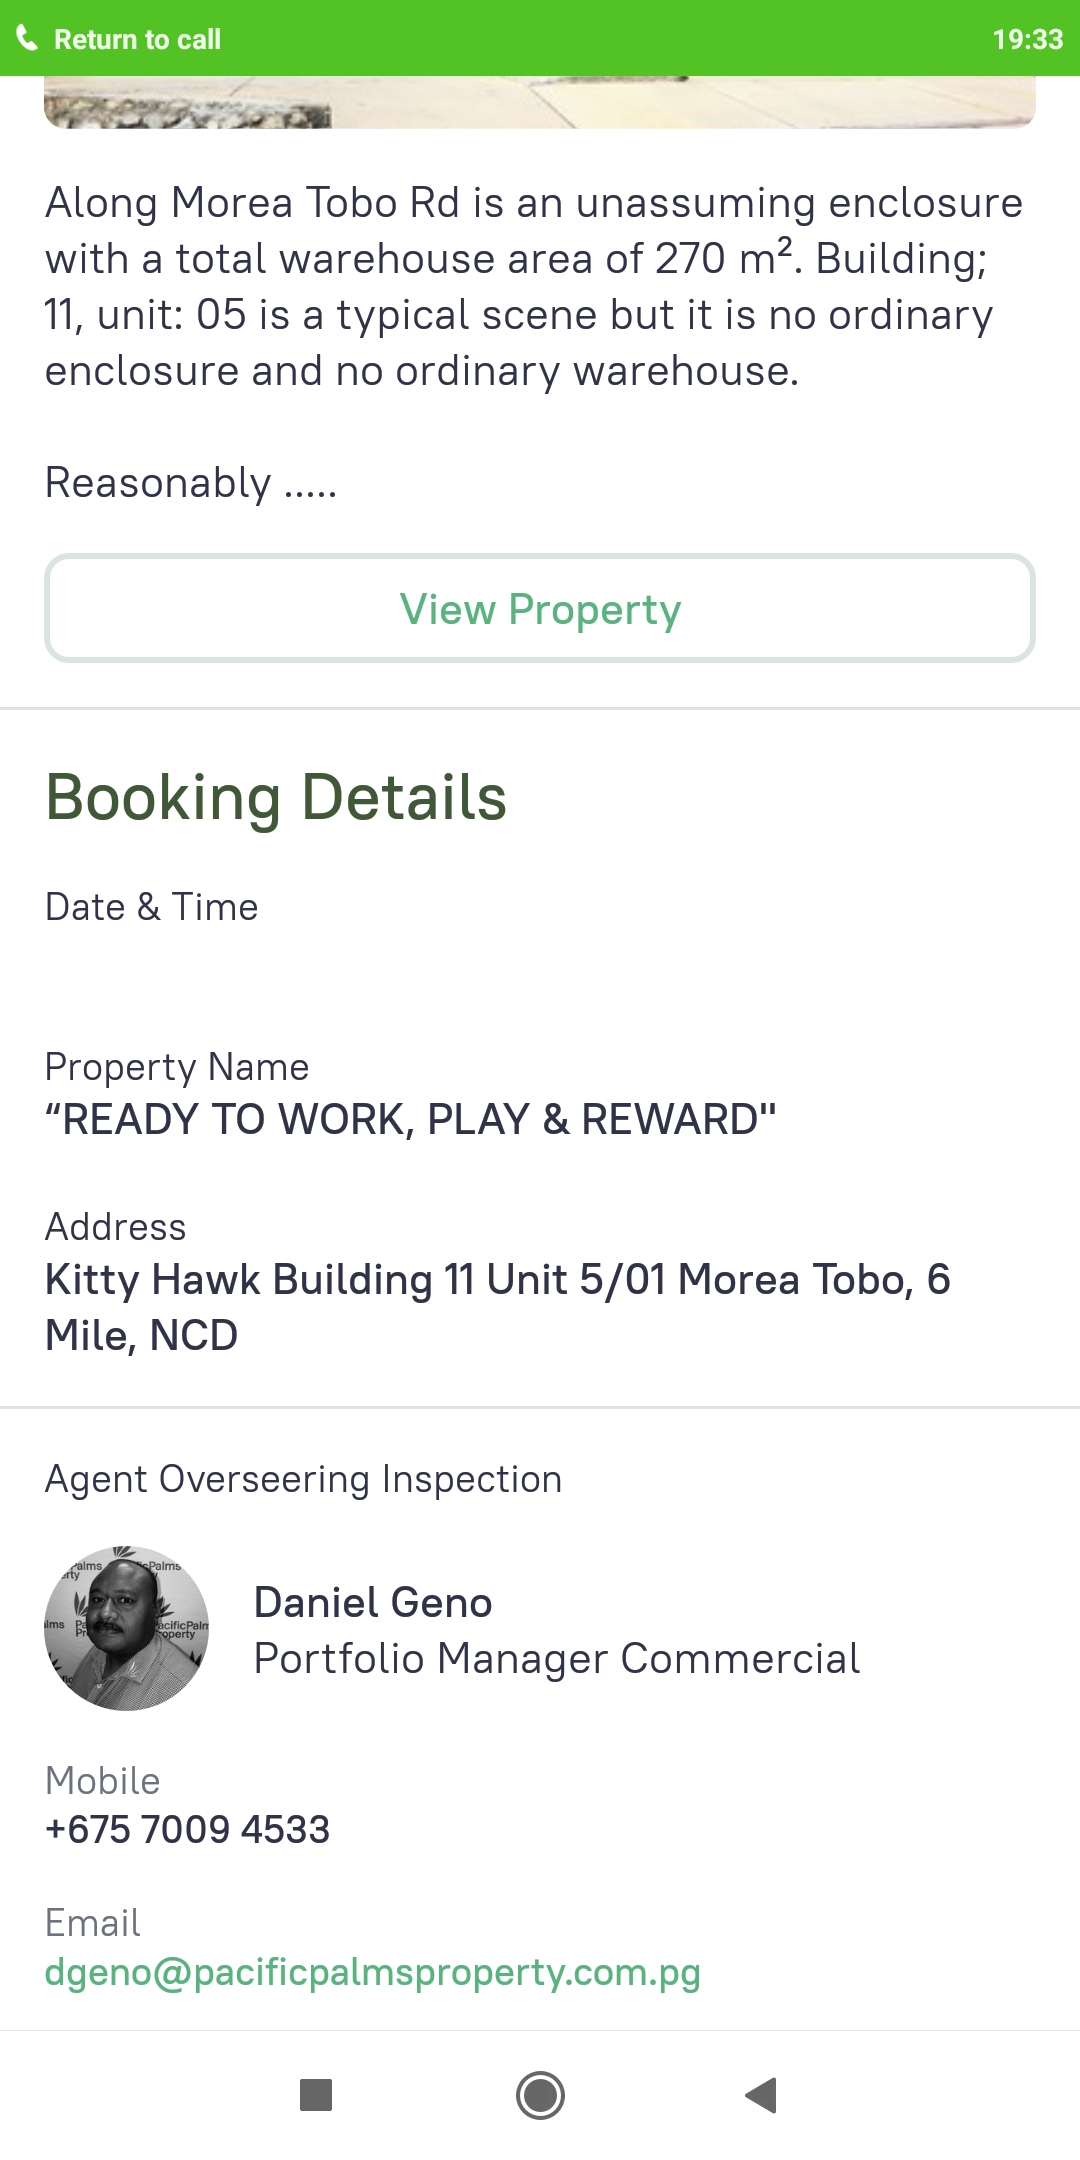 Return to call
19:33
Along Morea Tobo Rd is an unassuming enclosure
with a total warehouse area of 270 m². Building;
11, unit: 05 is a typical scene but it is no ordinary
enclosure and no ordinary warehouse.
Reasonably .....
View Property
Booking Details
Date & Time
Property Name
“READY TO WORK, PLAY & REWARD"
Address
Kitty Hawk Building 11 Unit 5/01 Morea Tobo, 6
Mile, NCD
Agent Overseering Inspection
Daniel Geno
Portfolio Manager Commercial
Mobile
+675 7009 4533
Email
dgeno@pacificpalmsproperty.com.pg